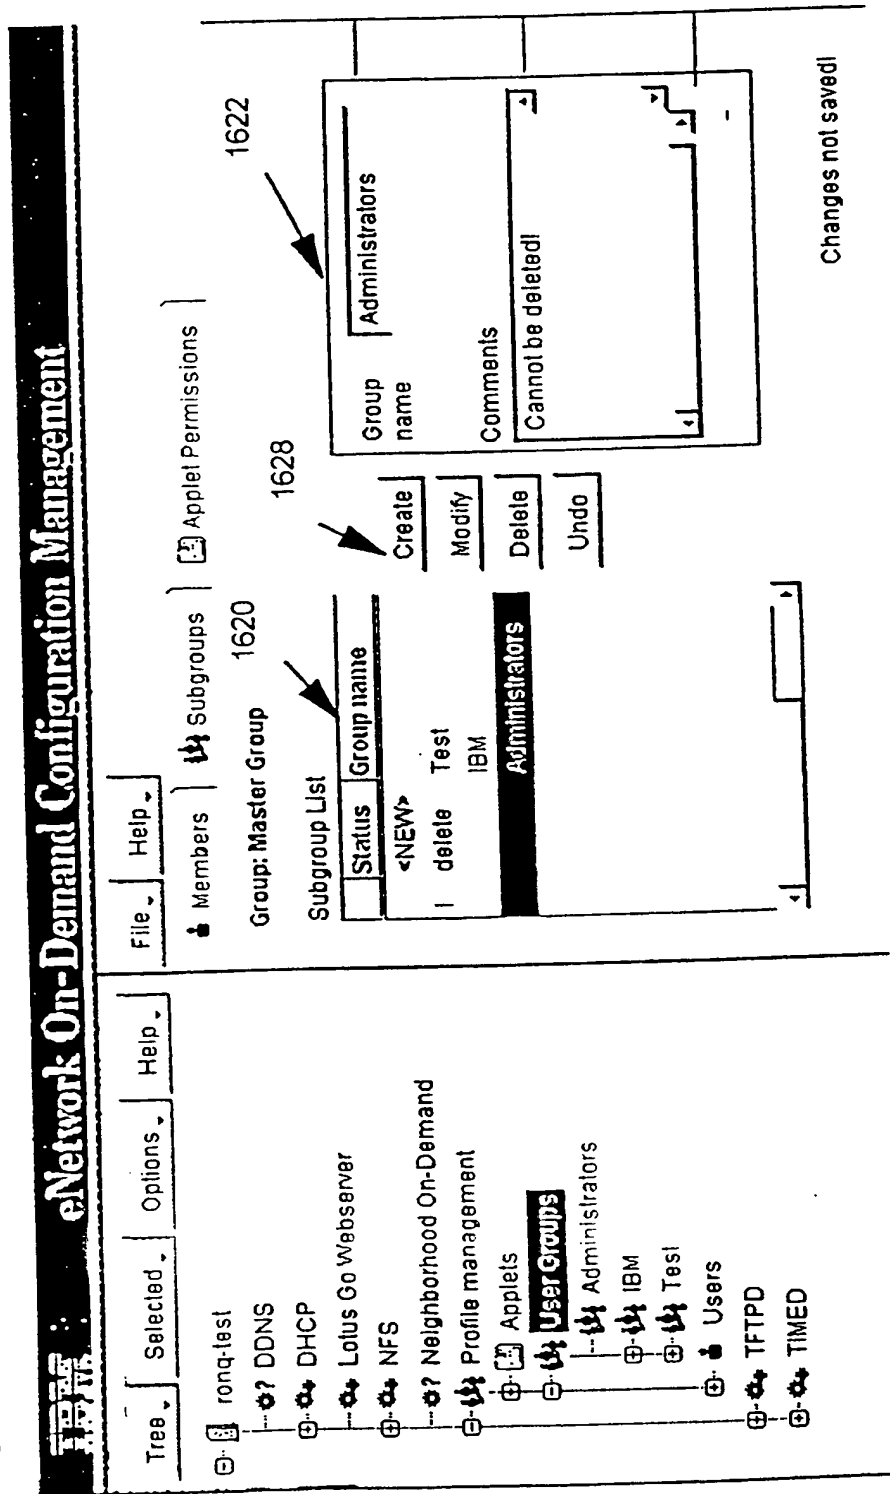 IBM
eNetwork On-Demand Configuration Management
Tree Selected Options Help
ronq-test
? DDNS
DHCP
Lotus Go Webserver
NFS
? Neighborhood On-Demand
Profile management
Applets
User Groups
Administrators
IBM
Test
Users
TFTPD
TIMED
File Help
Members Subgroups Applet Permissions
Group: Master Group
1620
1628
1622
Subgroup List
Status Group name
<NEW>
delete Test
IBM
Administrators
Create
Modify
Delete
Undo
Group
name
Administrators
Comments
Cannot be deleted!
Changes not saved!